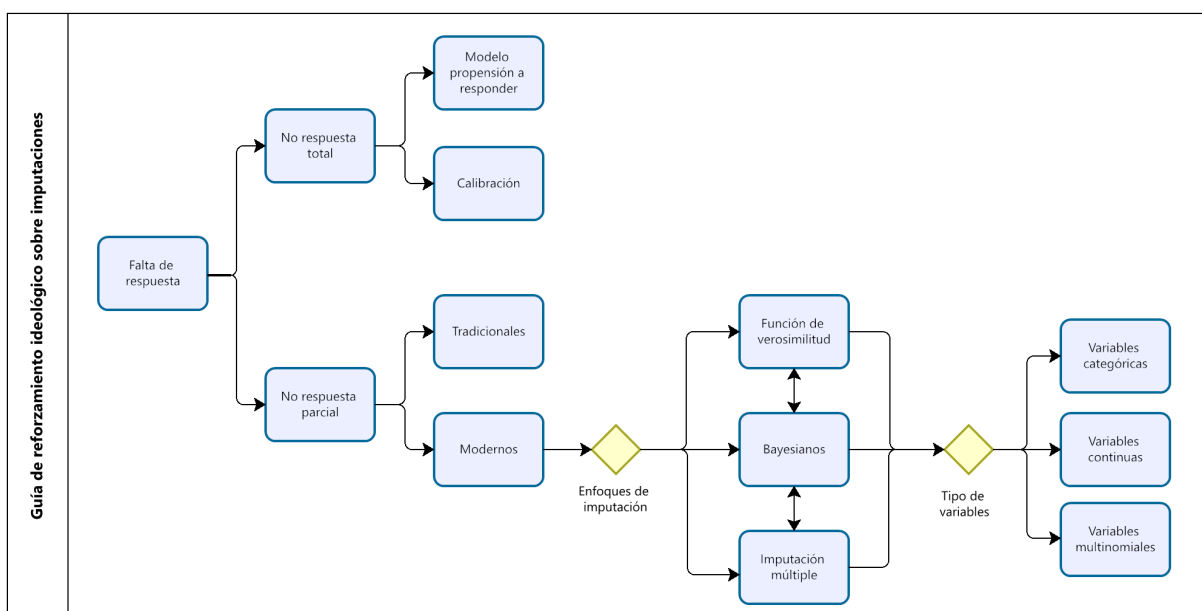 Guía de reforzamiento ideológico sobre imputaciones
Falta de
respuesta
No respuesta
total
Modelo
propensión a
responder
Calibración
No respuesta
parcial
Tradicionales
Modernos
Enfoques de
imputación
Función de
verosimilitud
Bayesianos
Imputación
múltiple
Tipo de
variables
Variables
categóricas
Variables
continuas
Variables
multinomiales